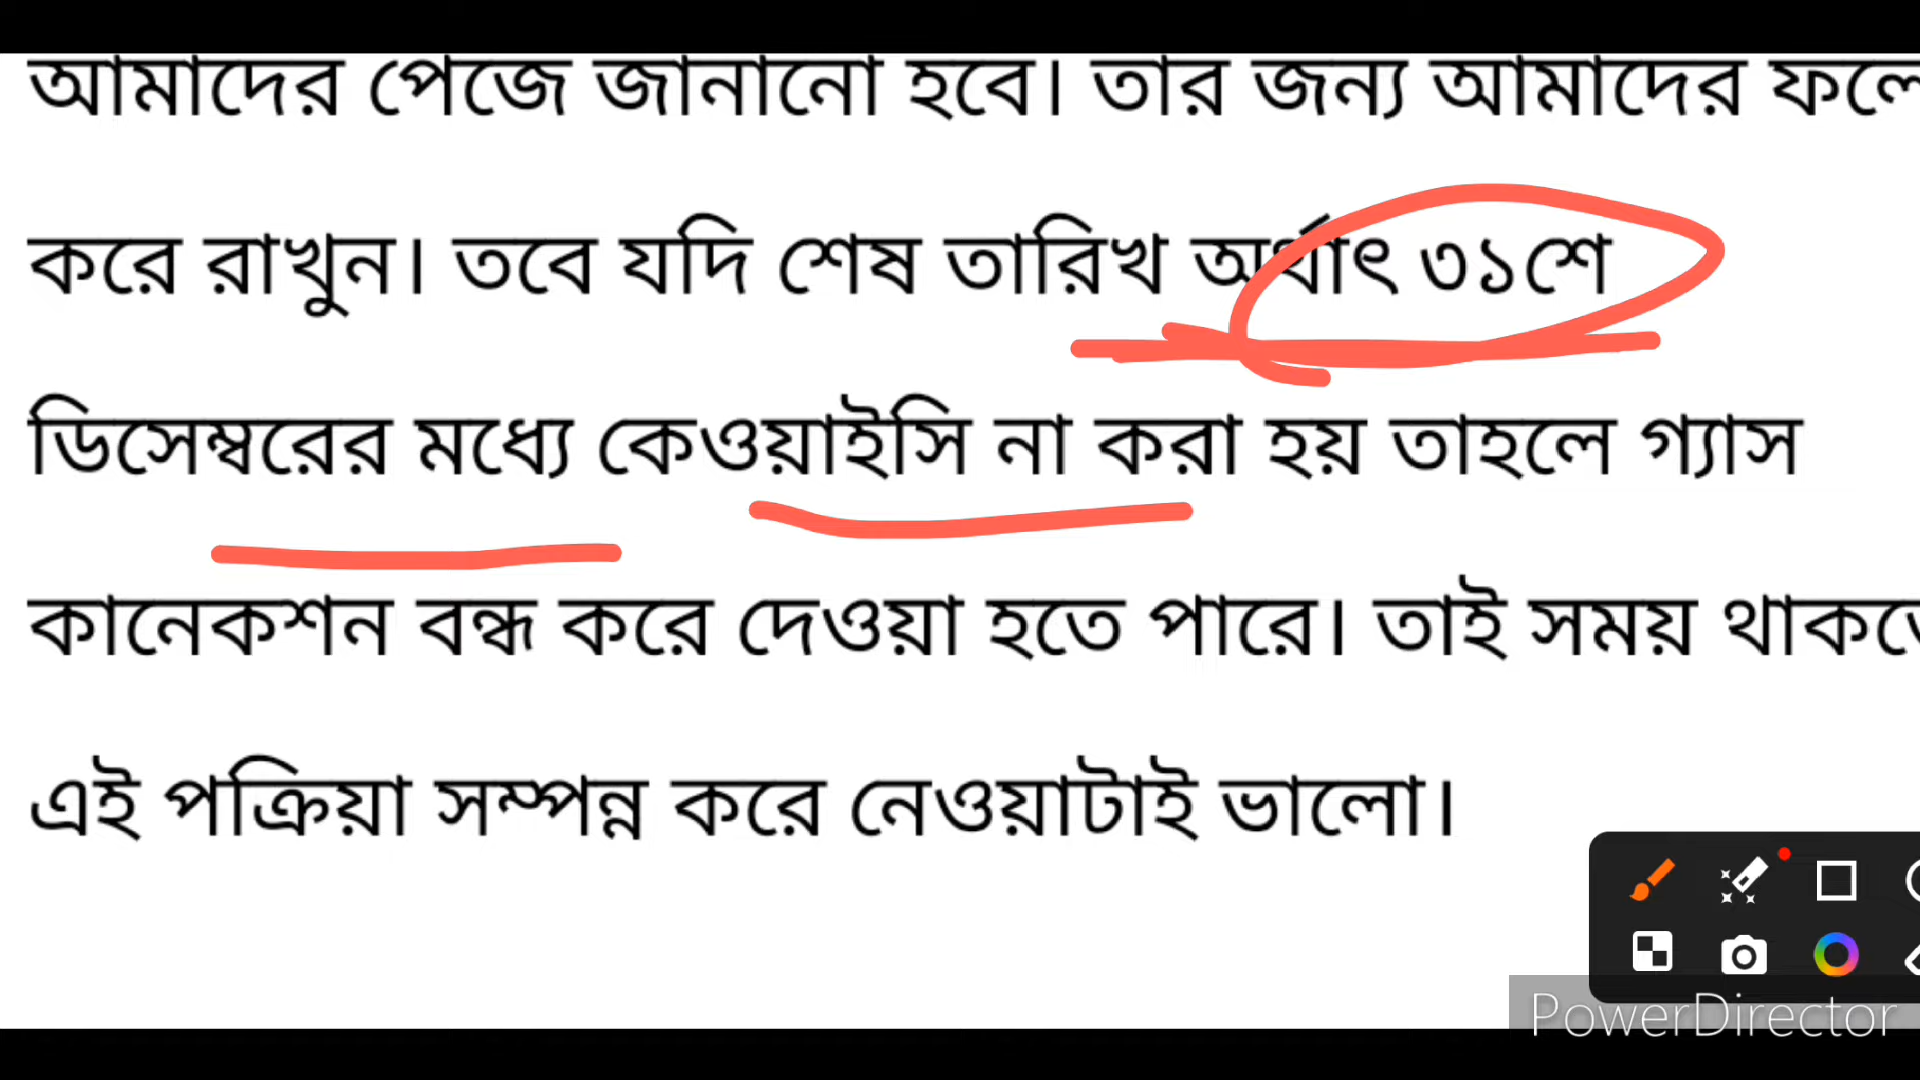 আমাদের পেজে জানানো হবে। তার জন্য আমাদের ফলে
করে রাখুন। তবে যদি শেষ তারিখ অর্থাৎ ৩১শে
ডিসেম্বরের মধ্যে কেওয়াইসি না করা হয় তাহলে গ্যাস
কানেকশন বন্ধ করে দেওয়া হতে পারে। তাই সময় থাকতে
এই পক্রিয়া সম্পন্ন করে নেওয়াটাই ভালো।
PowerDirector